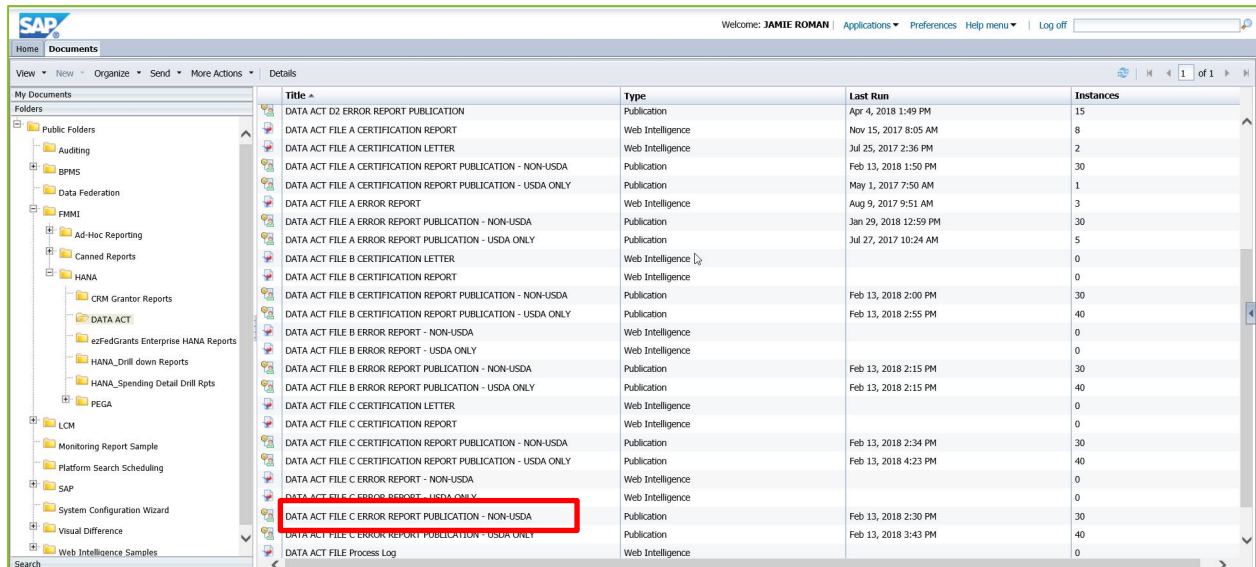 SAP
Welcome: JAMIE ROMAN | Applications Preferences Help menu | Log off
Home Documents
View New Organize Send More Actions Details 1 of 1
My Documents
Folders
Public Folders
Auditing
BPMS
Data Federation
FMMI
Ad-Hoc Reporting
Canned Reports
HANA
CRM Grantor Reports
DATA ACT
ezFedGrants Enterprise HANA Reports
HANA_Drill down Reports
HANA_Spending Detail Drill Rpts
PEGA
LCM
Monitoring Report Sample
Platform Search Scheduling
SAP
System Configuration Wizard
Visual Difference
Web Intelligence Samples
Search
Title Type Last Run Instances
DATA ACT D2 ERROR REPORT PUBLICATION Publication Apr 4, 2018 1:49 PM 15
DATA ACT FILE A CERTIFICATION REPORT Web Intelligence Nov 15, 2017 8:05 AM 8
DATA ACT FILE A CERTIFICATION LETTER Web Intelligence Jul 25, 2017 2:36 PM 2
DATA ACT FILE A CERTIFICATION REPORT PUBLICATION - NON-USDA Publication Feb 13, 2018 1:50 PM 30
DATA ACT FILE A CERTIFICATION REPORT PUBLICATION - USDA ONLY Publication May 1, 2017 7:50 AM 1
DATA ACT FILE A ERROR REPORT Web Intelligence Aug 9, 2017 9:51 AM 3
DATA ACT FILE A ERROR REPORT PUBLICATION - NON-USDA Publication Jan 29, 2018 12:59 PM 30
DATA ACT FILE A ERROR REPORT PUBLICATION - USDA ONLY Publication Jul 27, 2017 10:24 AM 5
DATA ACT FILE B CERTIFICATION LETTER Web Intelligence 0
DATA ACT FILE B CERTIFICATION REPORT Web Intelligence 0
DATA ACT FILE B CERTIFICATION REPORT PUBLICATION - NON-USDA Publication Feb 13, 2018 2:00 PM 30
DATA ACT FILE B CERTIFICATION REPORT PUBLICATION - USDA ONLY Publication Feb 13, 2018 2:55 PM 40
DATA ACT FILE B ERROR REPORT - NON-USDA Web Intelligence 0
DATA ACT FILE B ERROR REPORT - USDA ONLY Web Intelligence 0
DATA ACT FILE B ERROR REPORT PUBLICATION - NON-USDA Publication Feb 13, 2018 2:15 PM 30
DATA ACT FILE B ERROR REPORT PUBLICATION - USDA ONLY Publication Feb 13, 2018 2:15 PM 40
DATA ACT FILE C CERTIFICATION LETTER Web Intelligence 0
DATA ACT FILE C CERTIFICATION REPORT Web Intelligence 0
DATA ACT FILE C CERTIFICATION REPORT PUBLICATION - NON-USDA Publication Feb 13, 2018 2:34 PM 30
DATA ACT FILE C CERTIFICATION REPORT PUBLICATION - USDA ONLY Publication Feb 13, 2018 4:23 PM 40
DATA ACT FILE C ERROR REPORT - NON-USDA Web Intelligence 0
DATA ACT FILE C ERROR REPORT - USDA ONLY Web Intelligence 0
DATA ACT FILE C ERROR REPORT PUBLICATION - NON-USDA Publication Feb 13, 2018 2:30 PM 30
DATA ACT FILE C ERROR REPORT PUBLICATION - USDA ONLY Publication Feb 13, 2018 3:43 PM 40
DATA ACT FILE Process Log Web Intelligence 0